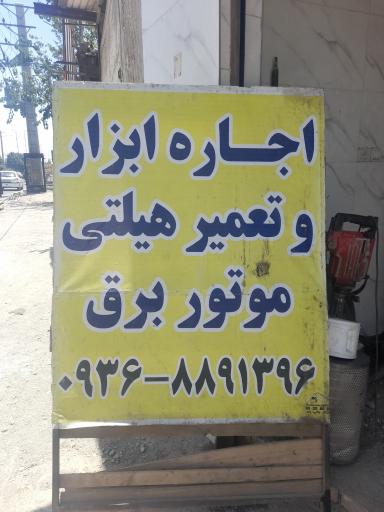 اجاره ابزار
و تعمیر هیلتی
موتور برق
۰۹۳۶-۸۸۹۱۳۹۶